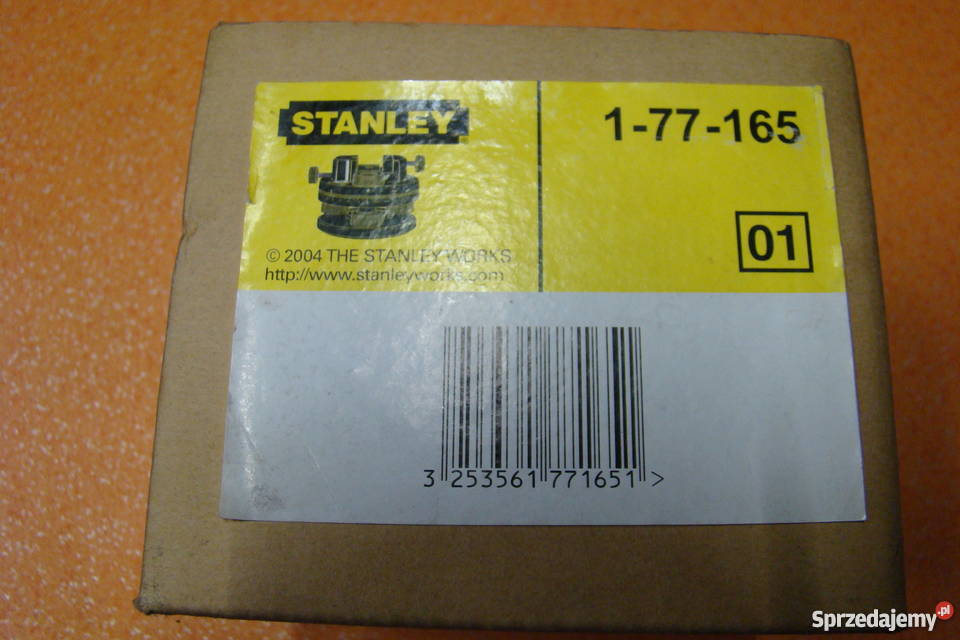 STANLEY
1-77-165
© 2004 THE STANLEY WORKS
http://www.stanleyworks.com
01
3 253561 771651 >
Sprzedajemy.pl